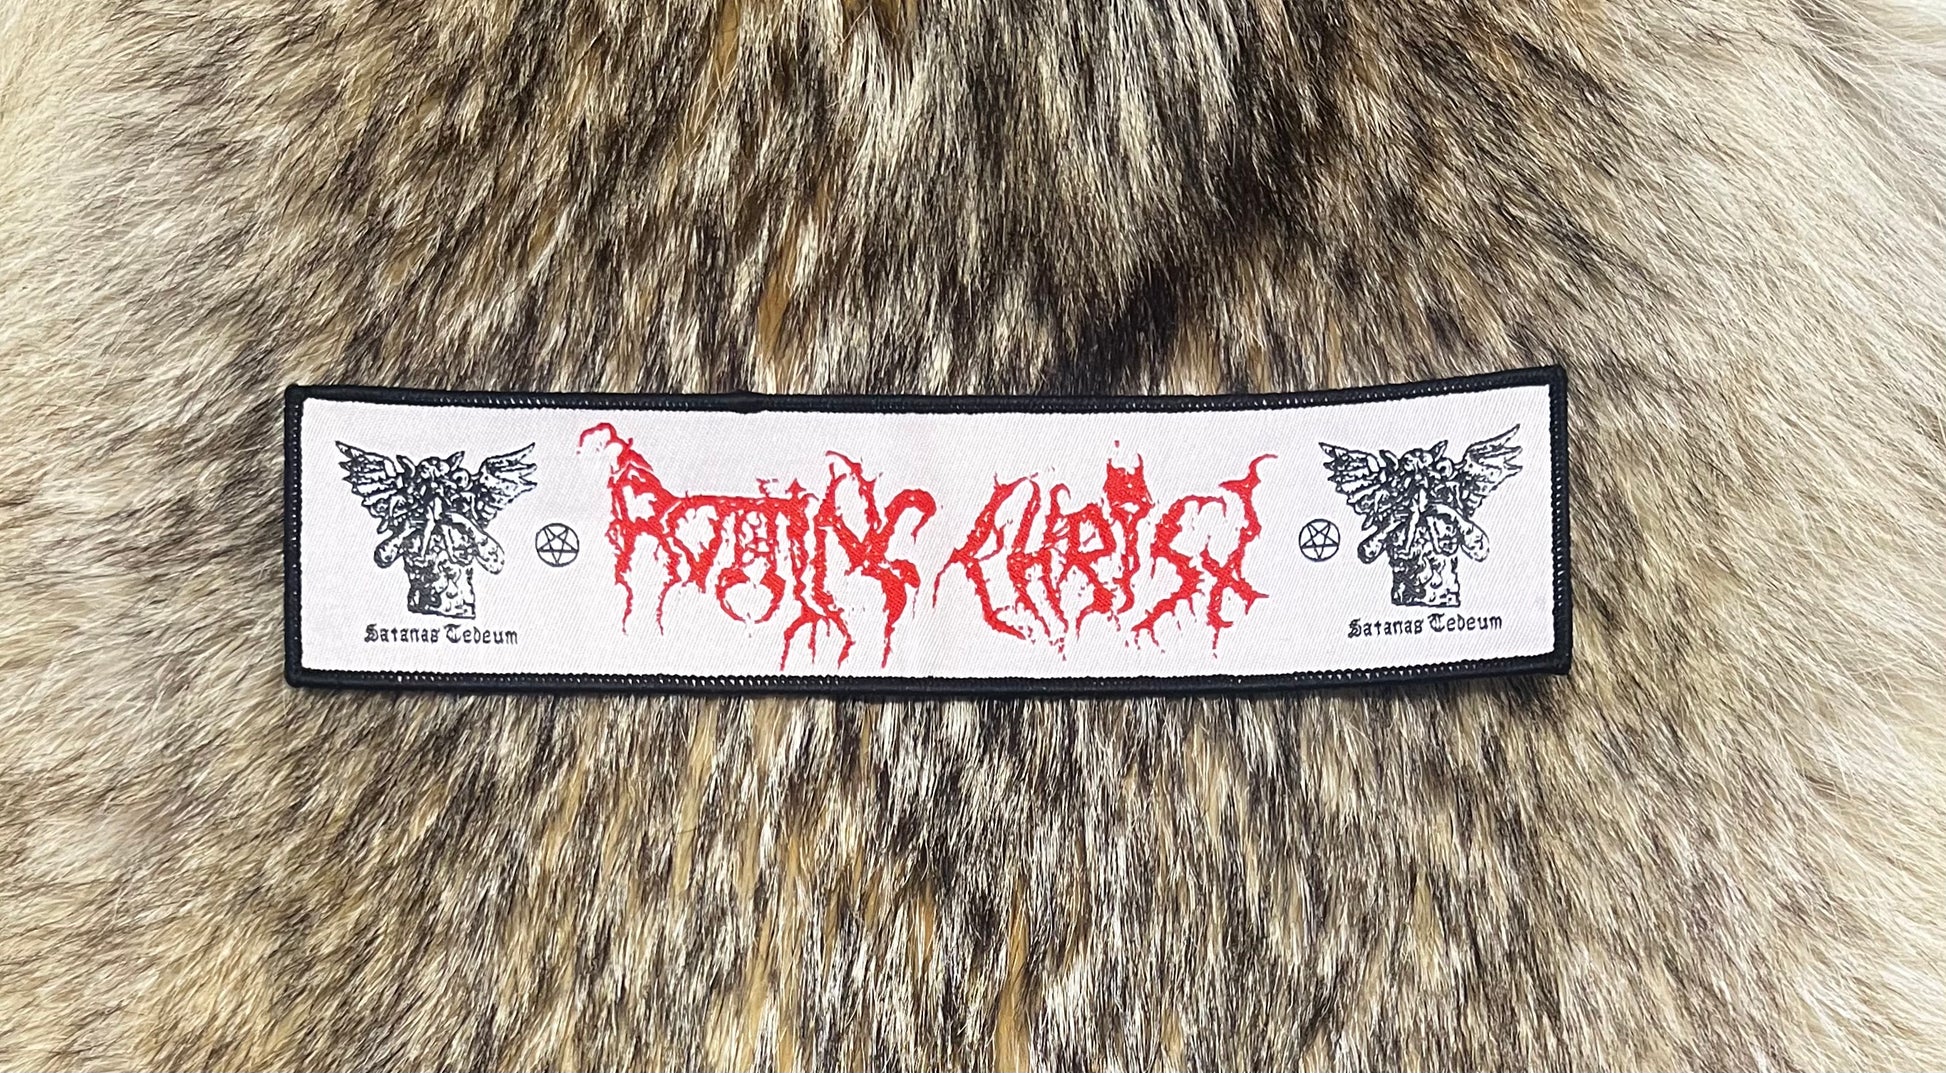 Rotting Christ
Satanas Tedeum
Satanas Tedeum